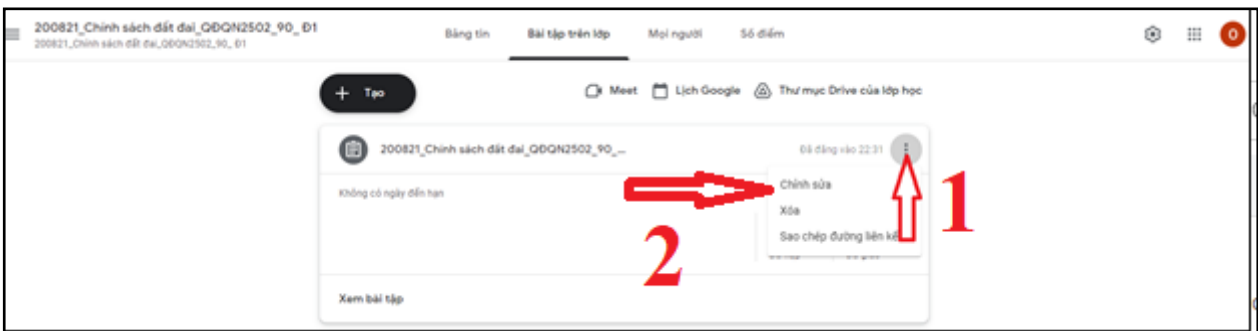 200821_Chính sách đất đai_QĐQN2502_90_ Đ1
200821_Chính sách đất đai_QĐQN2502_90_ Đ1
Bảng tin Bài tập trên lớp Mọi người Số điểm
O
+ Tạo
Meet Lịch Google Thư mục Drive của lớp học
200821_Chính sách đất đai_QĐQN2502_90_...
Đã đăng vào 22:31
Không có ngày đến hạn
Chỉnh sửa
1
Xóa
2
Sao chép đường liên kế
Xem bài tập